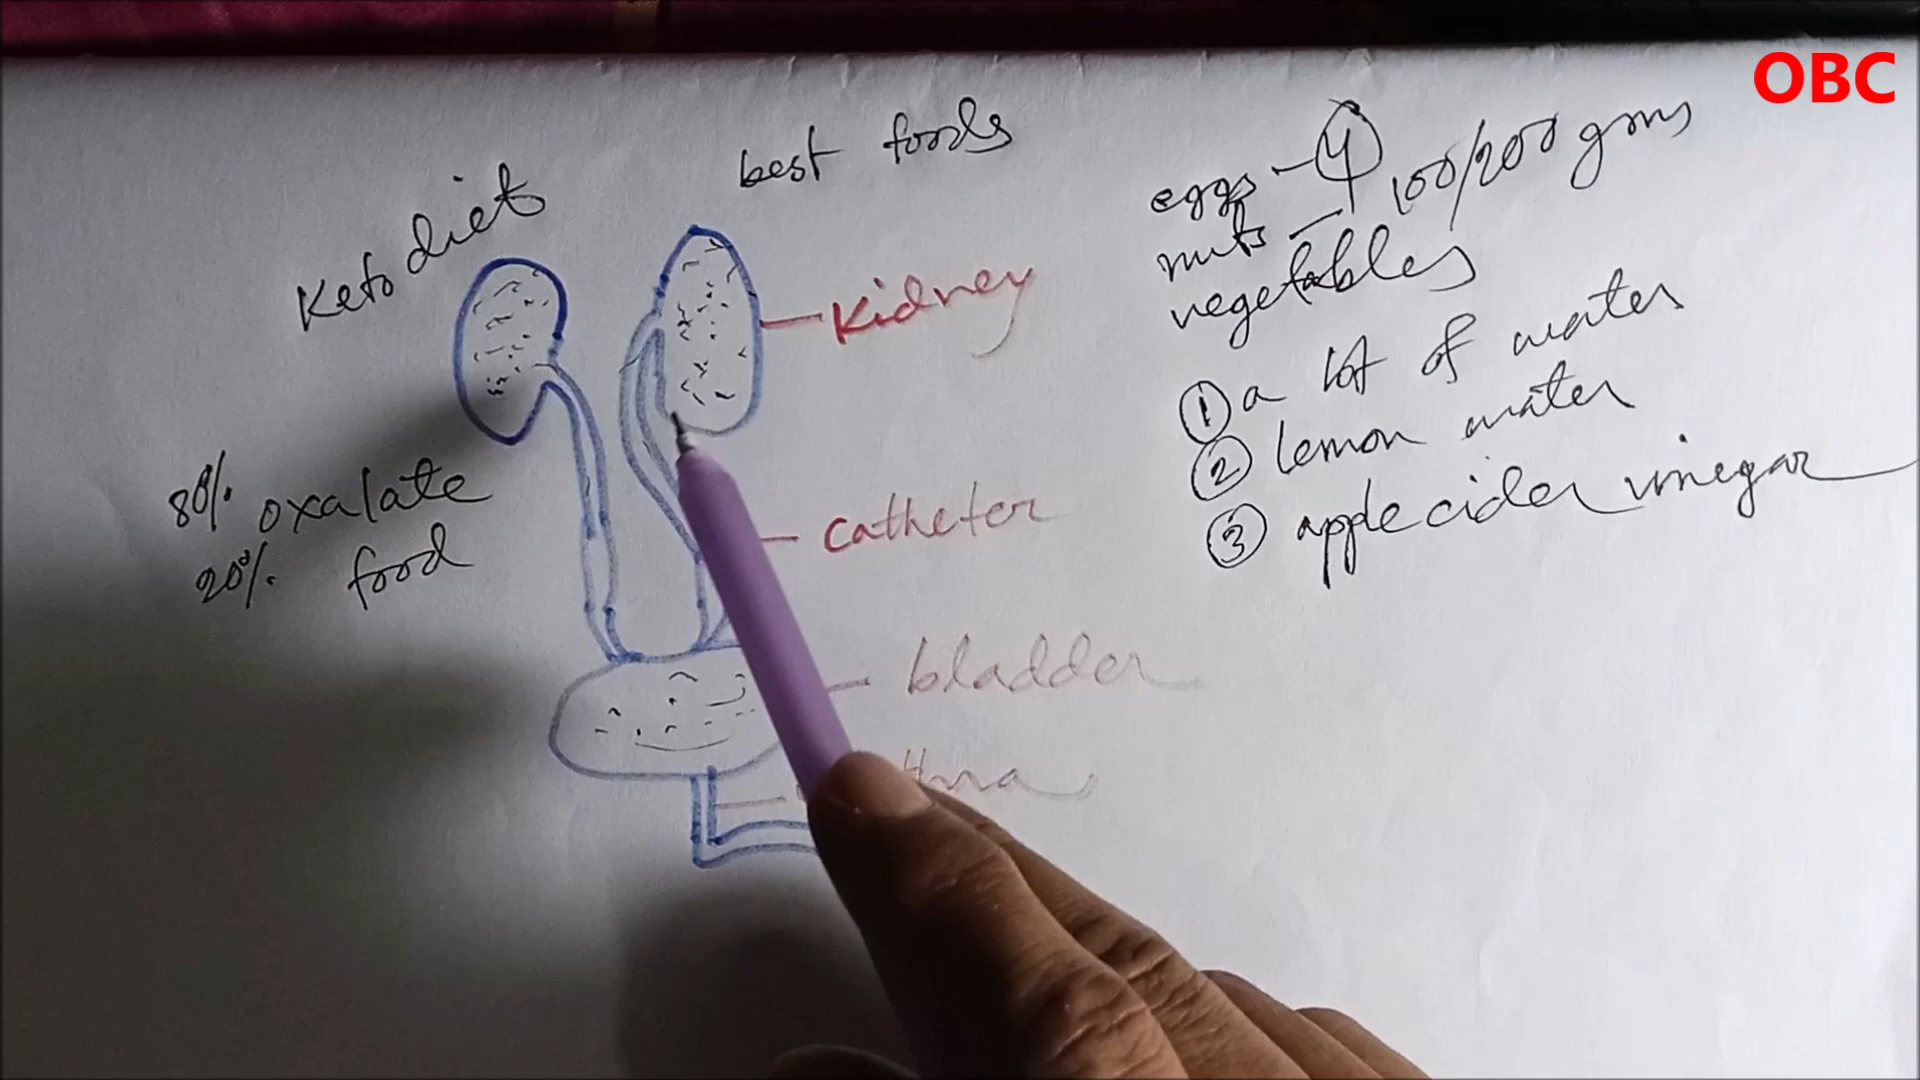 OBC
best foods
Keto diet
eggs - 4
nuts - 100/200 gms
vegetables
Kidney
① a lot of water
② lemon water
③ apple cider vinegar
80% oxalate
20% food
catheter
bladder